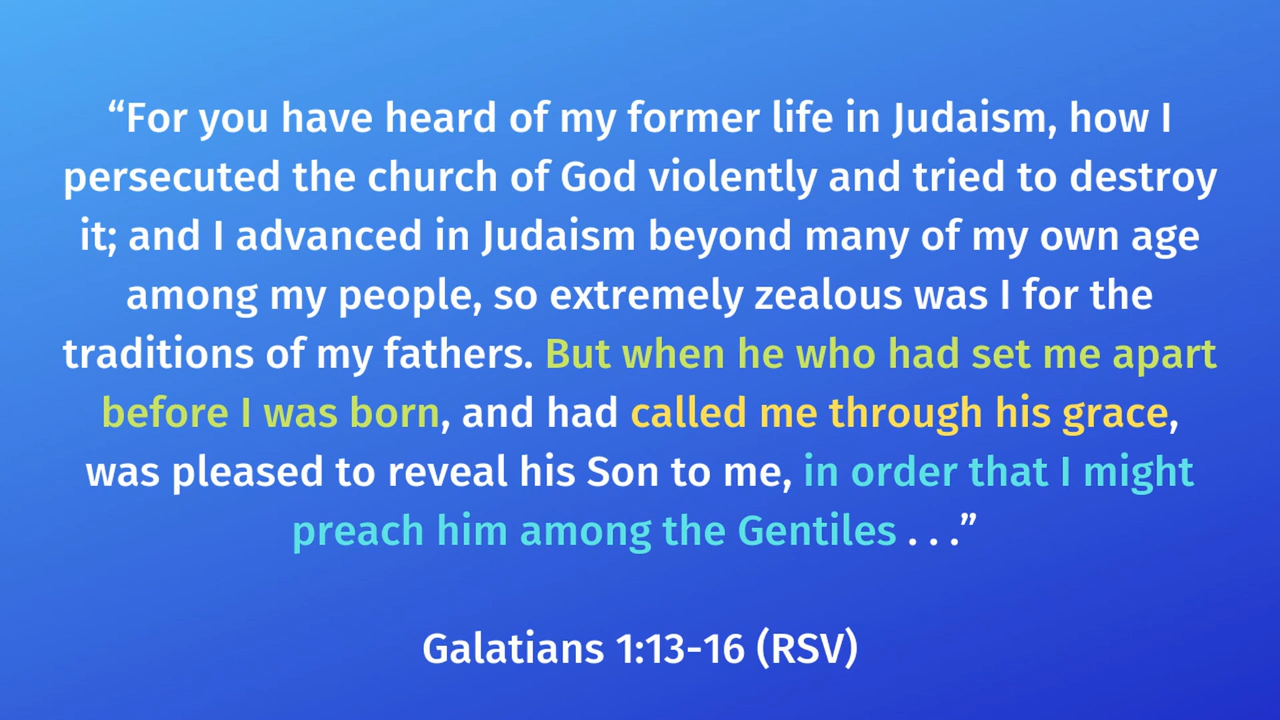 “For you have heard of my former life in Judaism, how I
persecuted the church of God violently and tried to destroy
it; and I advanced in Judaism beyond many of my own age
among my people, so extremely zealous was I for the
traditions of my fathers. But when he who had set me apart
before I was born, and had called me through his grace,
was pleased to reveal his Son to me, in order that I might
preach him among the Gentiles . . .”
Galatians 1:13-16 (RSV)